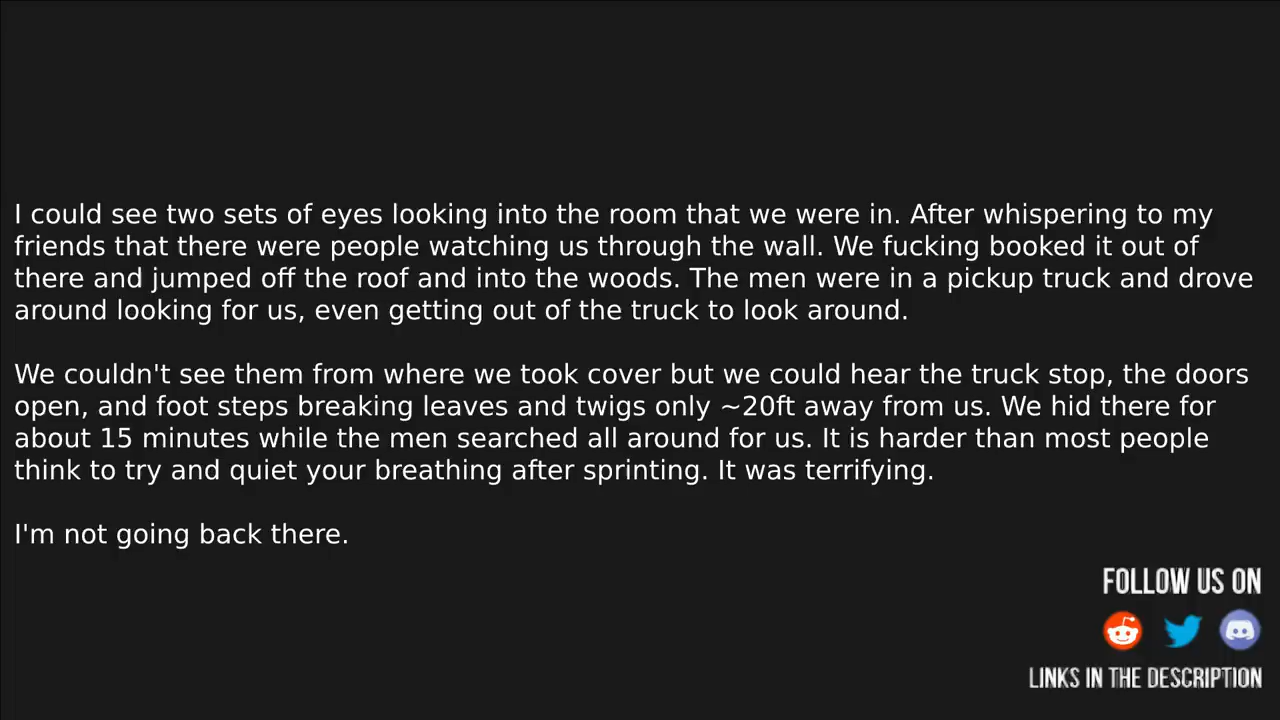 I could see two sets of eyes looking into the room that we were in. After whispering to my
friends that there were people watching us through the wall. We fucking booked it out of
there and jumped off the roof and into the woods. The men were in a pickup truck and drove
around looking for us, even getting out of the truck to look around.
We couldn't see them from where we took cover but we could hear the truck stop, the doors
open, and foot steps breaking leaves and twigs only ~20ft away from us. We hid there for
about 15 minutes while the men searched all around for us. It is harder than most people
think to try and quiet your breathing after sprinting. It was terrifying.
I'm not going back there.
FOLLOW US ON
LINKS IN THE DESCRIPTION